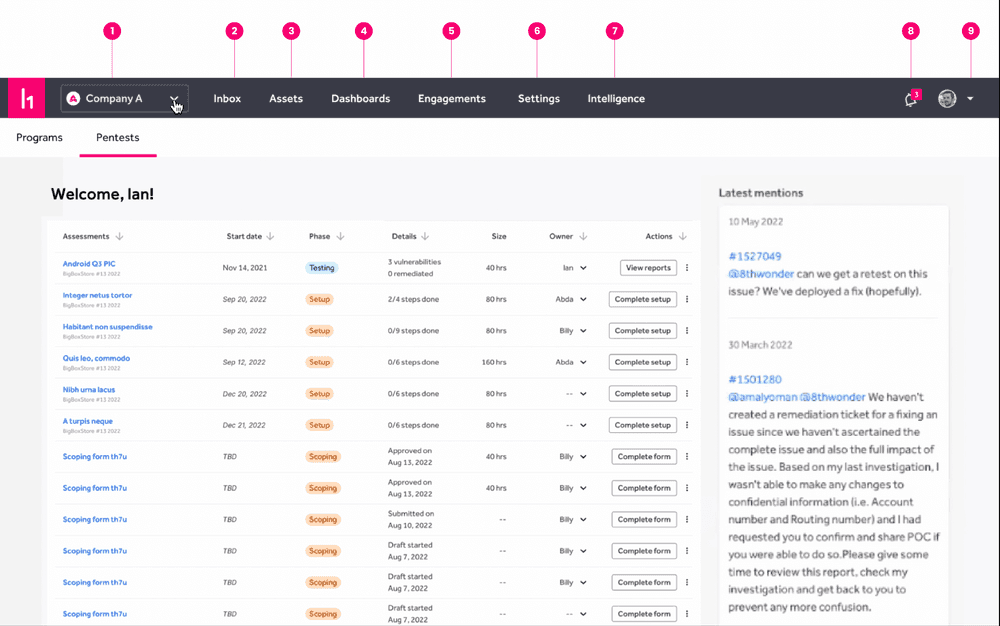 1 2 3 4 5 6 7 8 9
h1 Company A Inbox Assets Dashboards Engagements Settings Intelligence 3
Programs Pentests
Welcome, Ian!
Assessments Start date Phase Details Size Owner Actions
Android Q3 PIC
BigBoxStore #13 2022
Nov 14, 2021 Testing
3 vulnerabilities
0 remediated
40 hrs Ian View reports
Integer netus tortor
BigBoxStore #13 2022
Sep 20, 2022 Setup 2/4 steps done 80 hrs Abda Complete setup
Habitant non suspendisse
BigBoxStore #13 2022
Sep 20, 2022 Setup 0/9 steps done 80 hrs Billy Complete setup
Quis leo, commodo
BigBoxStore #13 2022
Sep 12, 2022 Setup 0/6 steps done 160 hrs Abda Complete setup
Nibh urna lacus
BigBoxStore #13 2022
Dec 20, 2022 Setup 0/6 steps done 80 hrs -- Complete setup
A turpis neque
BigBoxStore #13 2022
Dec 21, 2022 Setup 0/6 steps done 80 hrs -- Complete setup
Scoping form th7u TBD Scoping
Approved on
Aug 13, 2022
40 hrs Billy Complete form
Scoping form th7u TBD Scoping
Approved on
Aug 13, 2022
40 hrs Billy Complete form
Scoping form th7u TBD Scoping
Submitted on
Aug 10, 2022
-- Billy Complete form
Scoping form th7u TBD Scoping
Draft started
Aug 7, 2022
-- Billy Complete form
Scoping form th7u TBD Scoping
Draft started
Aug 7, 2022
-- Billy Complete form
Scoping form th7u TBD Scoping
Draft started
Aug 7, 2022
-- -- Complete form
Latest mentions
10 May 2022
#1527049
@8thwonder can we get a retest on this
issue? We've deployed a fix (hopefully).
30 March 2022
#1501280
@amalyoman @8thwonder We haven't
created a remediation ticket for a fixing an
issue since we haven't ascertained the
complete issue and also the full impact of
the issue. Based on my last investigation, I
wasn't able to make any changes to
confidential information (i.e. Account
number and Routing number) and I had
requested you to confirm and share POC if
you were able to do so.Please give some
time to review this report, check my
investigation and get back to you to
prevent any more confusion.